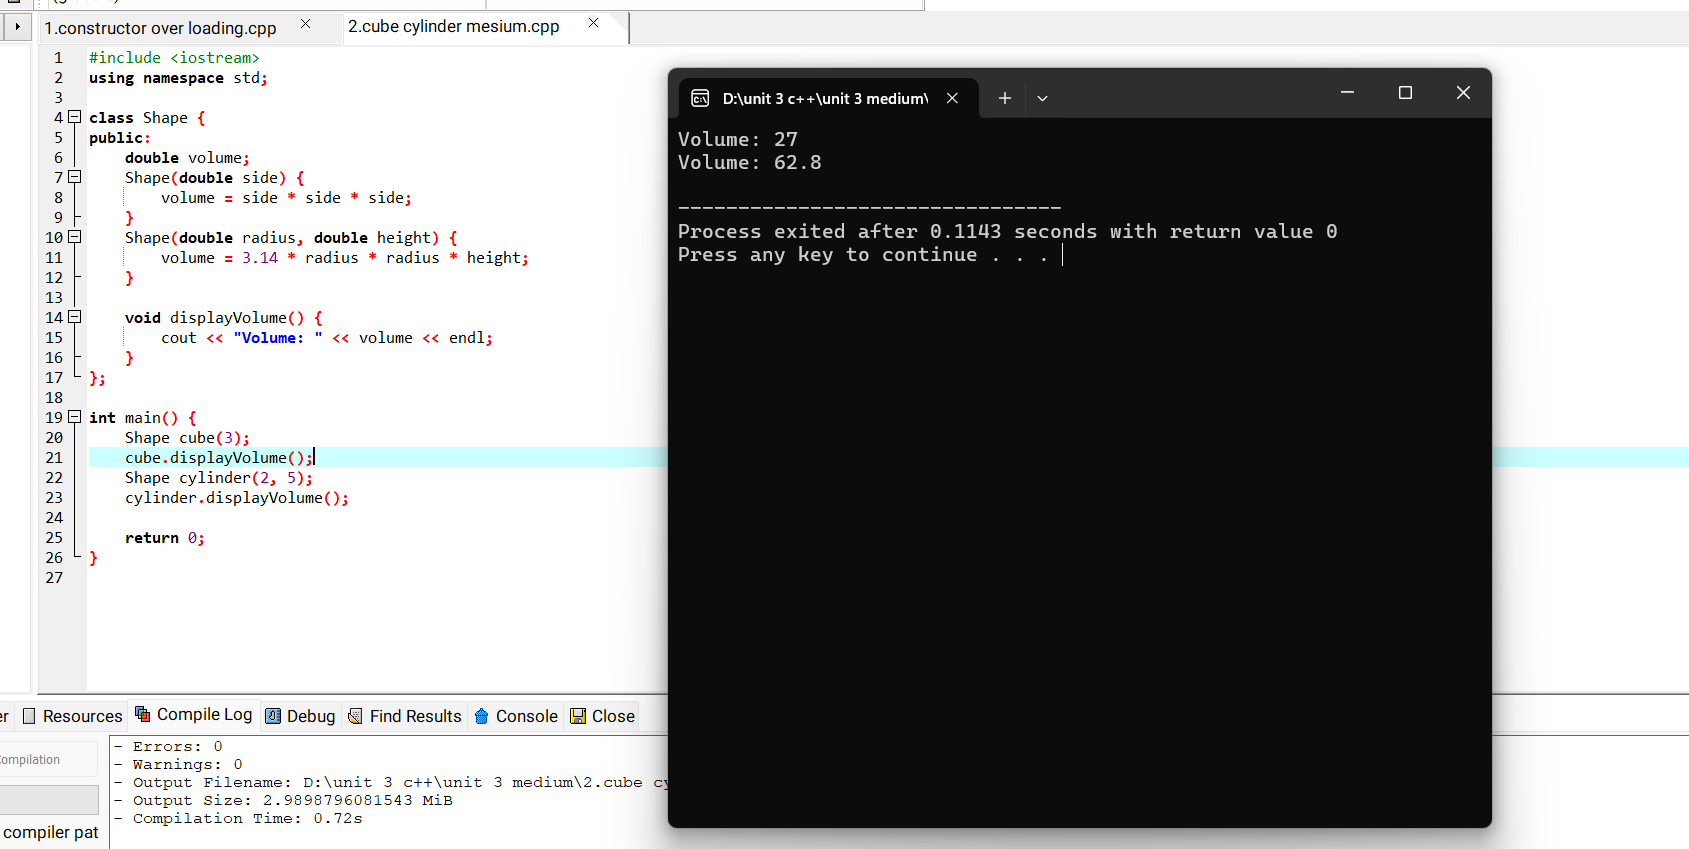 1.constructor over loading.cpp
2.cube cylinder mesium.cpp
1 #include <iostream>
2 using namespace std;
3
4 class Shape {
5 public:
6 double volume;
7 Shape(double side) {
8 volume = side * side * side;
9 }
10 Shape(double radius, double height) {
11 volume = 3.14 * radius * radius * height;
12 }
13
14 void displayVolume() {
15 cout << "Volume: " << volume << endl;
16 }
17 };
18
19 int main() {
20 Shape cube(3);
21 cube.displayVolume();
22 Shape cylinder(2, 5);
23 cylinder.displayVolume();
24
25 return 0;
26 }
27
D:\unit 3 c++\unit 3 medium\
Volume: 27
Volume: 62.8
--------------------------------
Process exited after 0.1143 seconds with return value 0
Press any key to continue . . .
er Resources Compile Log Debug Find Results Console Close
ompilation
compiler pat
- Errors: 0
- Warnings: 0
- Output Filename: D:\unit 3 c++\unit 3 medium\2.cube cy
- Output Size: 2.9898796081543 MiB
- Compilation Time: 0.72s